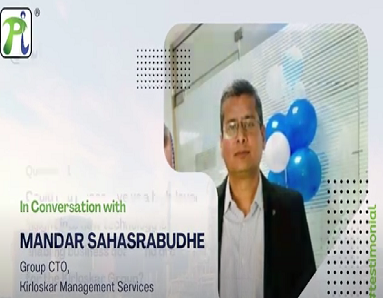 ®
In Conversation with
MANDAR SAHASRABUDHE
Group CTO,
Kirloskar Management Services
#testimonial